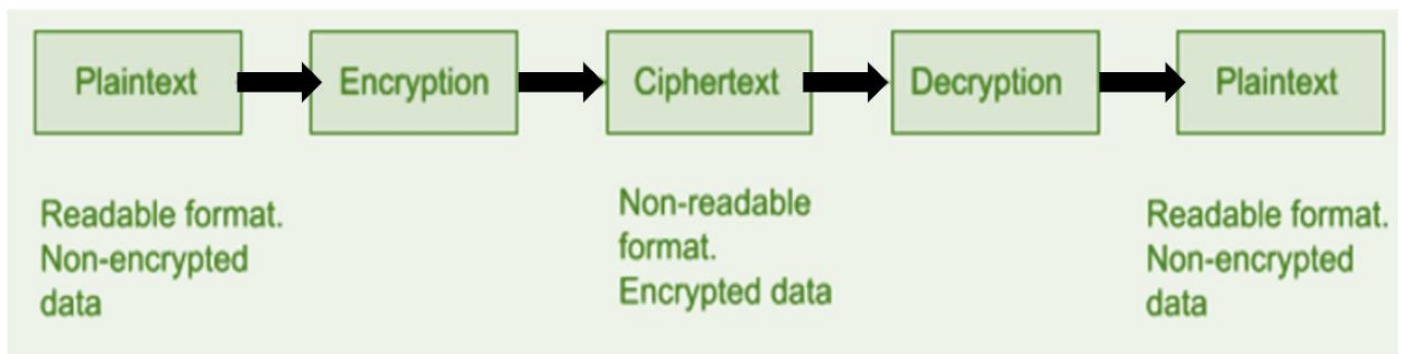 Plaintext
Encryption
Ciphertext
Decryption
Plaintext
Readable format.
Non-encrypted
data
Non-readable
format.
Encrypted data
Readable format.
Non-encrypted
data